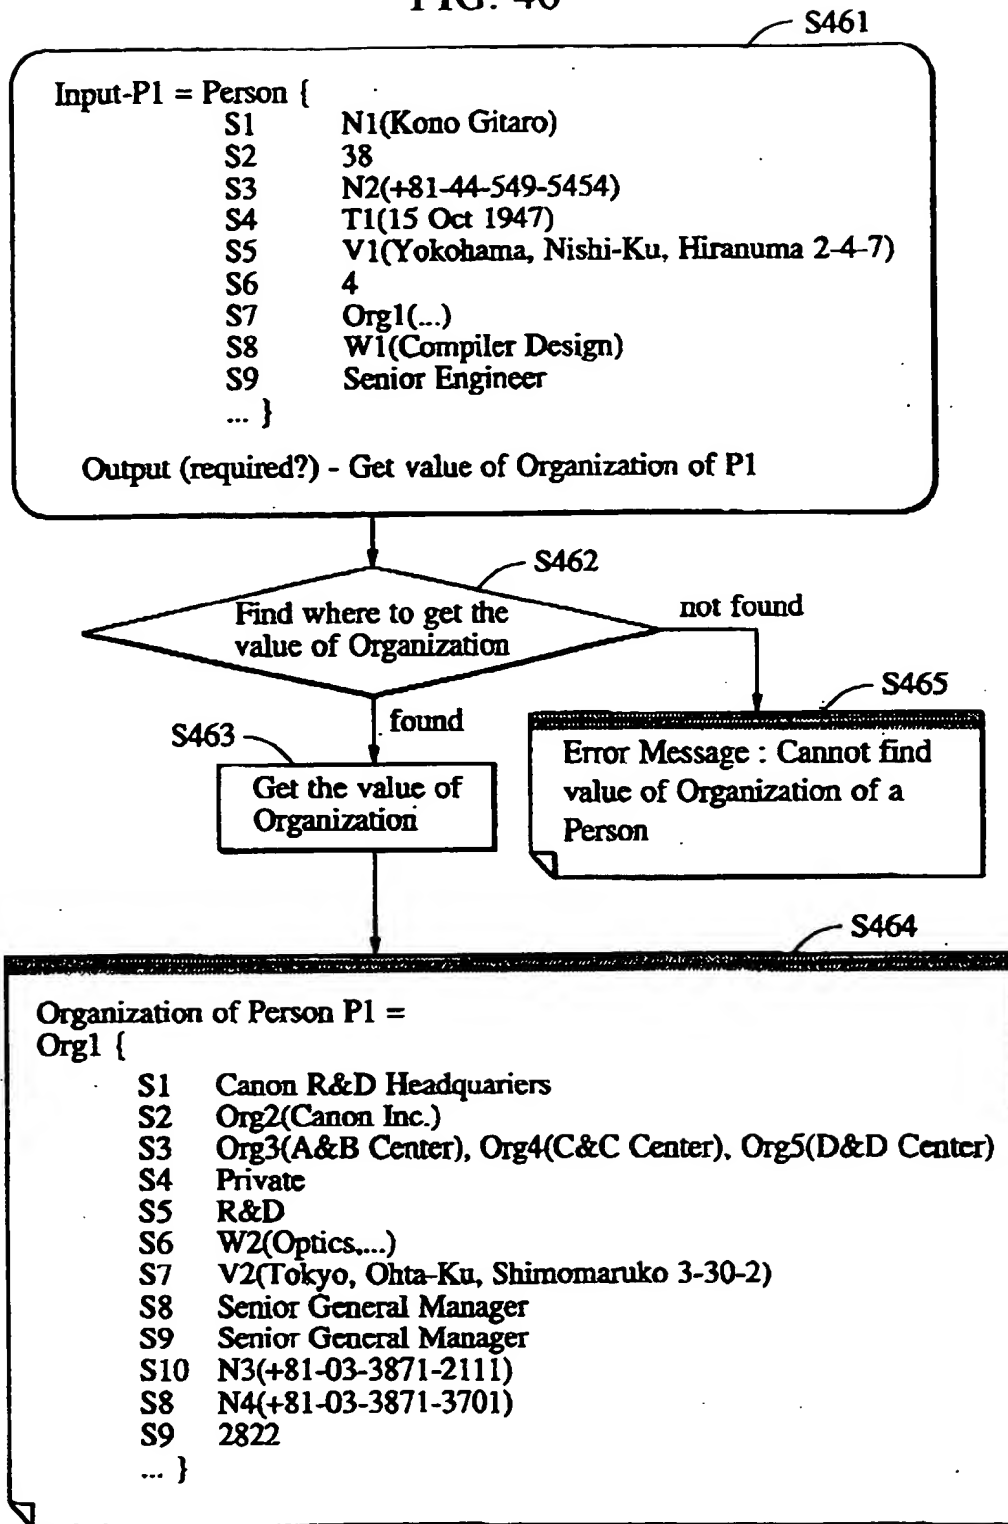 S461
Input-P1 = Person {
S1 N1(Kono Gitaro)
S2 38
S3 N2(+81-44-549-5454)
S4 T1(15 Oct 1947)
S5 V1(Yokohama, Nishi-Ku, Hiranuma 2-4-7)
S6 4
S7 Org1(...)
S8 W1(Compiler Design)
S9 Senior Engineer
... }
Output (required?) - Get value of Organization of P1
S462
Find where to get the
value of Organization
not found
found
S463
Get the value of
Organization
S465
Error Message : Cannot find
value of Organization of a
Person
S464
Organization of Person P1 =
Org1 {
S1 Canon R&D Headquariers
S2 Org2(Canon Inc.)
S3 Org3(A&B Center), Org4(C&C Center), Org5(D&D Center)
S4 Private
S5 R&D
S6 W2(Optics,...)
S7 V2(Tokyo, Ohta-Ku, Shimomaruko 3-30-2)
S8 Senior General Manager
S9 Senior General Manager
S10 N3(+81-03-3871-2111)
S8 N4(+81-03-3871-3701)
S9 2822
... }